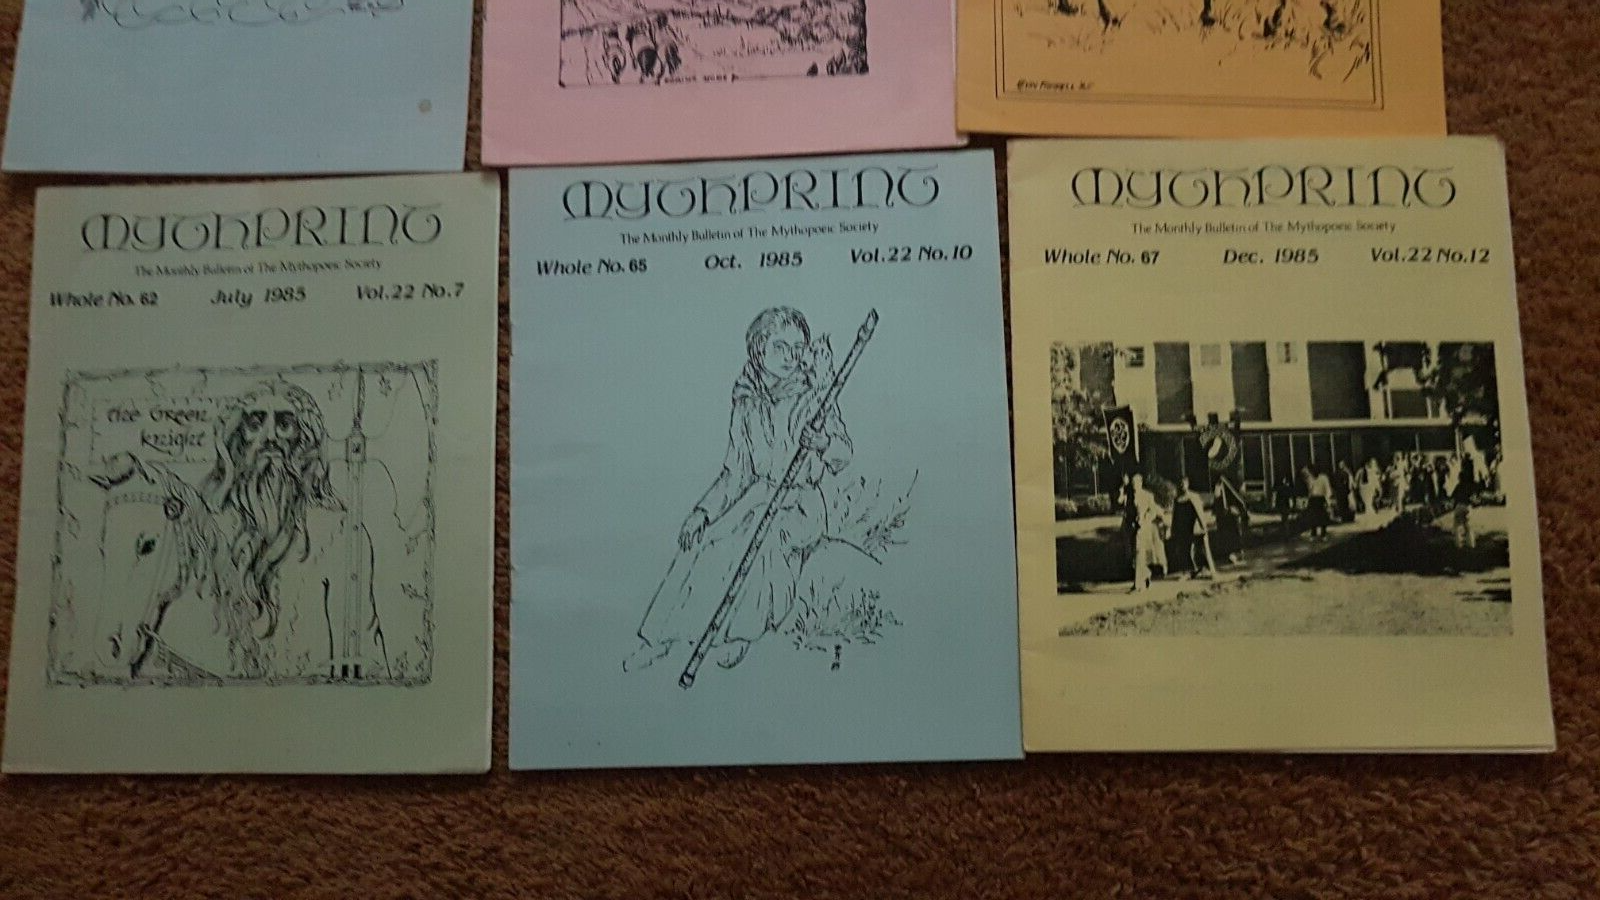 MYTHPRINT
The Monthly Bulletin of The Mythopoeic Society
Whole No. 62 July 1985 Vol.22 No.7
the Green
Knight
MYTHPRINT
The Monthly Bulletin of The Mythopoeic Society
Whole No. 65 Oct. 1985 Vol.22 No.10
MYTHPRINT
The Monthly Bulletin of The Mythopoeic Society
Whole No. 67 Dec. 1985 Vol.22 No.12